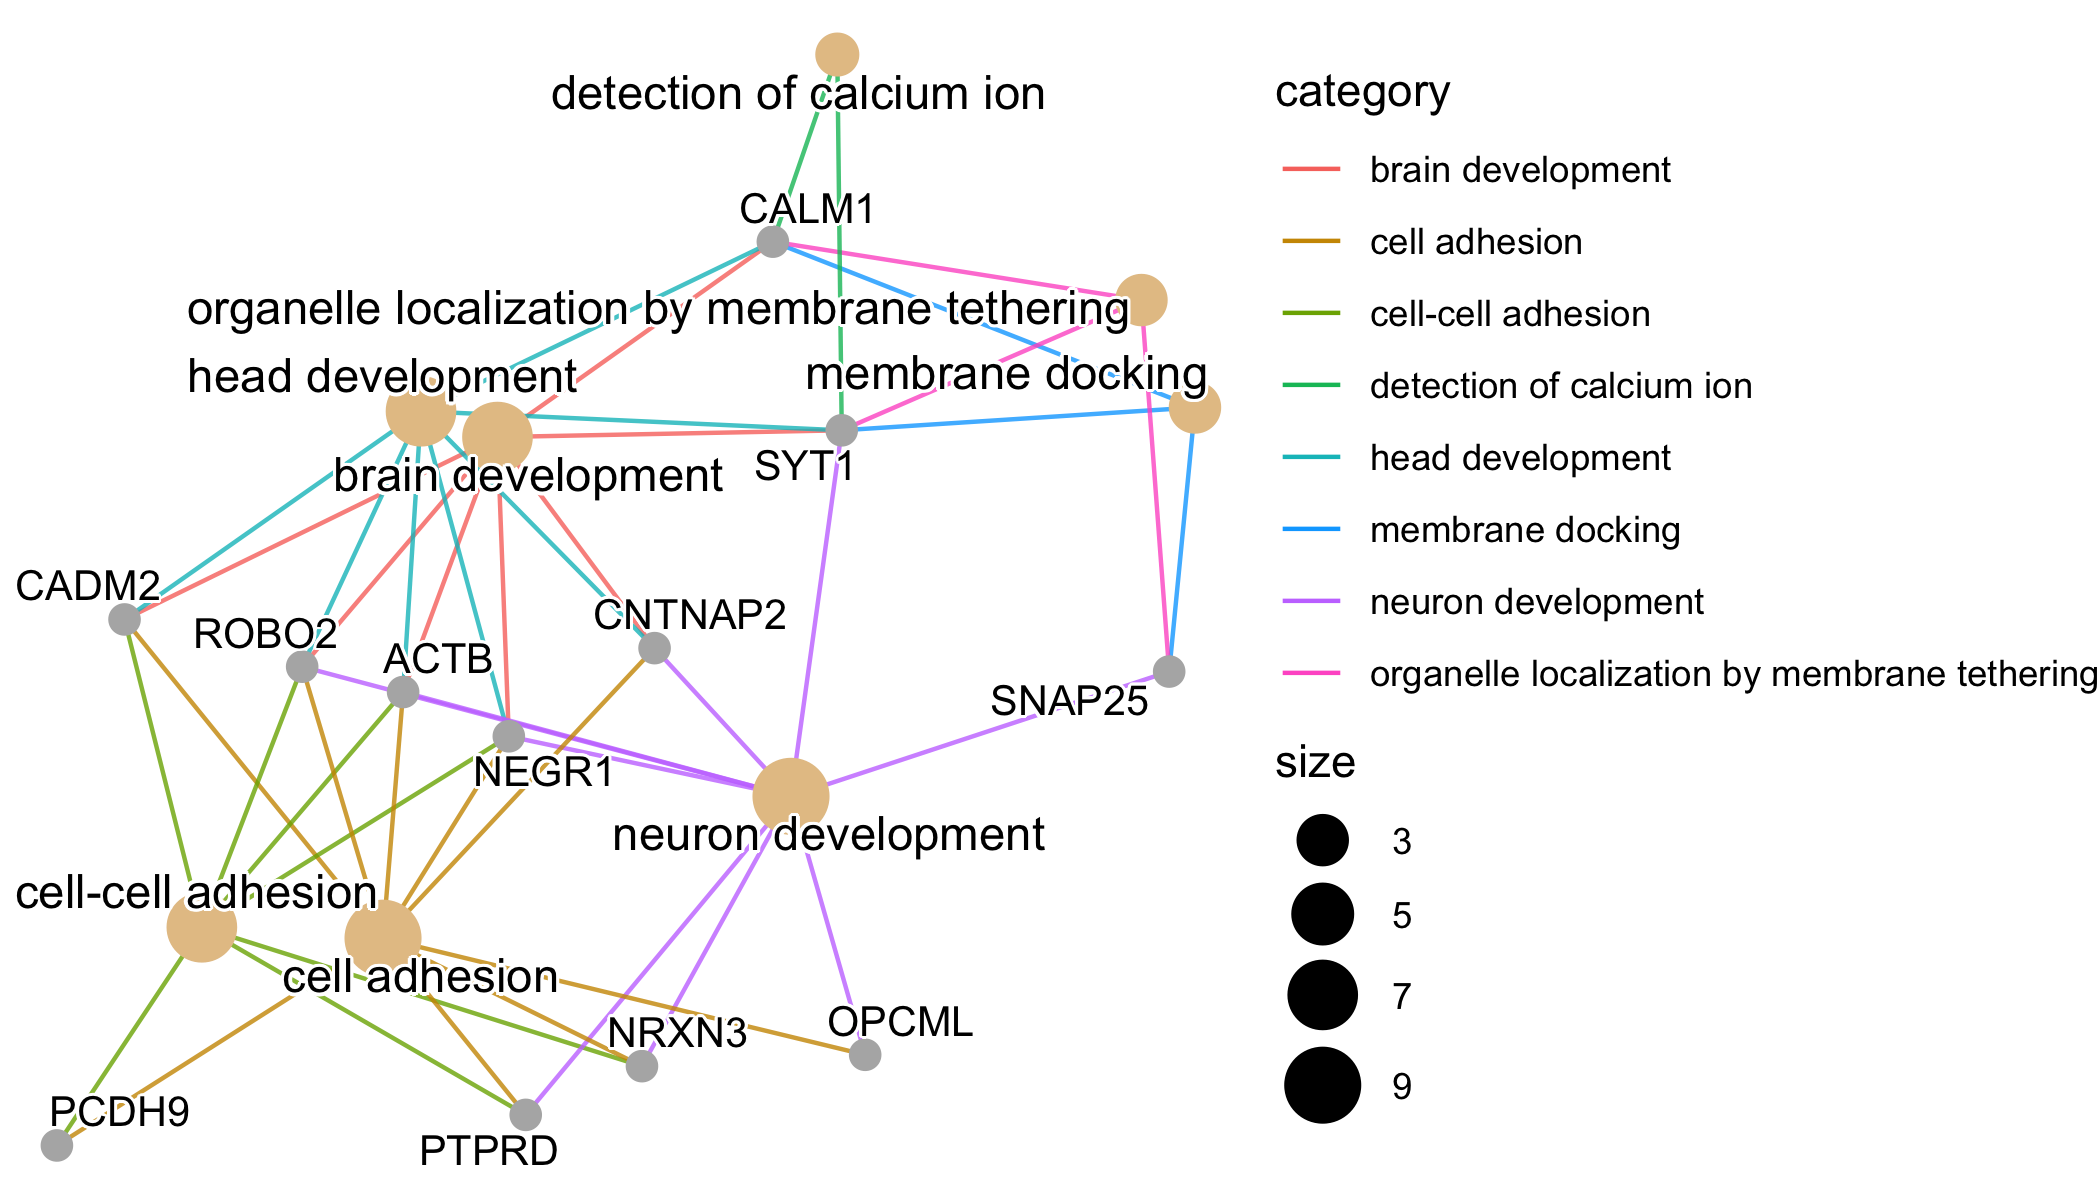 detection of calcium ion
CALM1
organelle localization by membrane tethering
head development
membrane docking
brain development
SYT1
CADM2
ROBO2
CNTNAP2
ACTB
SNAP25
NEGR1
neuron development
cell-cell adhesion
cell adhesion
NRXN3
OPCML
PCDH9
PTPRD
category
brain development
cell adhesion
cell-cell adhesion
detection of calcium ion
head development
membrane docking
neuron development
organelle localization by membrane tethering
size
3
5
7
9